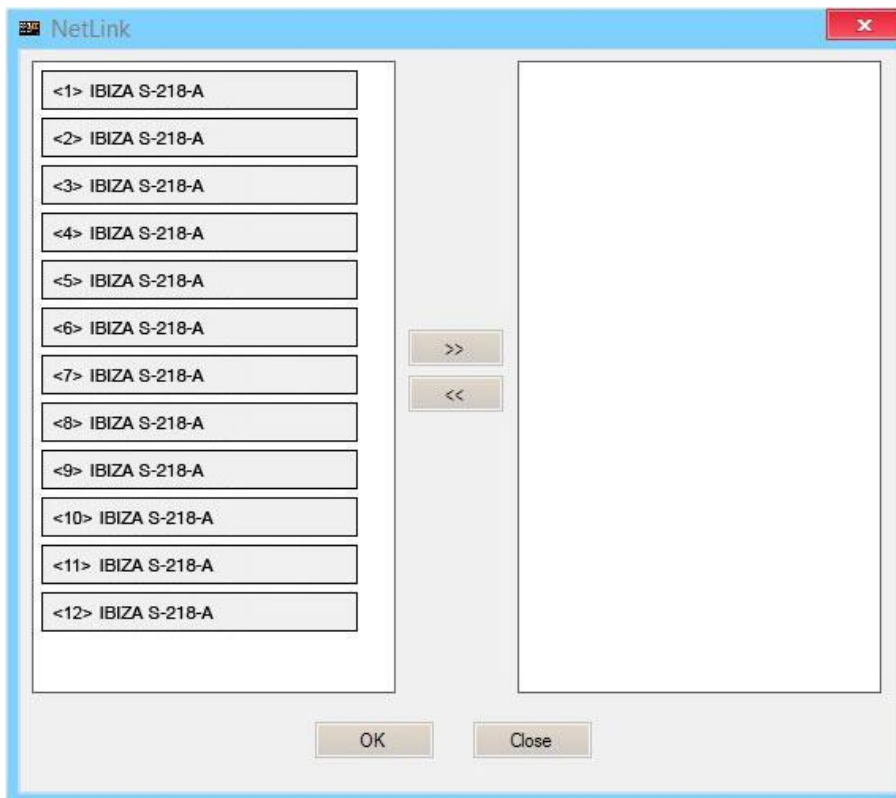 NetLink
x
<1> IBIZA S-218-A
<2> IBIZA S-218-A
<3> IBIZA S-218-A
<4> IBIZA S-218-A
<5> IBIZA S-218-A
<6> IBIZA S-218-A
<7> IBIZA S-218-A
<8> IBIZA S-218-A
<9> IBIZA S-218-A
<10> IBIZA S-218-A
<11> IBIZA S-218-A
<12> IBIZA S-218-A
>>
<<
OK
Close